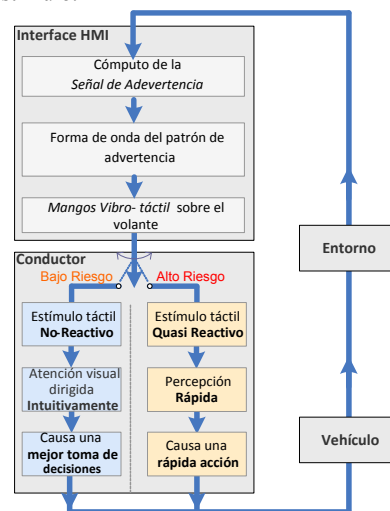 Interface HMI
Cómputo de la
Señal de Adevertencia
Forma de onda del patrón de
advertencia
Mangos Vibro- táctil sobre el
volante
Conductor
Bajo Riesgo
Alto Riesgo
Estímulo táctil
No-Reactivo
Atención visual
dirigida
Intuitivamente
Causa una
mejor toma de
decisiones
Estímulo táctil
Quasi Reactivo
Percepción
Rápida
Causa una
rápida acción
Entorno
Vehículo